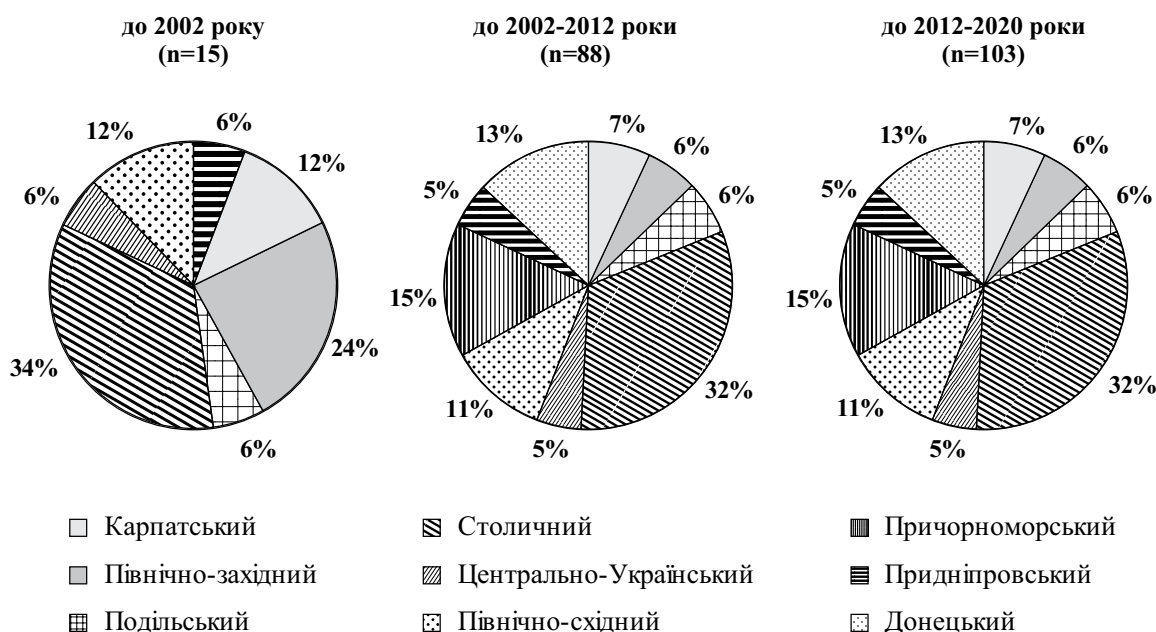 до 2002 року
(n=15)
до 2002-2012 роки
(n=88)
до 2012-2020 роки
(n=103)
12%
6%
12%
6%
24%
34%
6%
13%
7%
6%
5%
6%
15%
11%
32%
5%
13%
7%
6%
5%
6%
15%
11%
32%
5%
Карпатський
Північно-західний
Подільський
Столичний
Центрально-Український
Північно-східний
Причорноморський
Придніпровський
Донецький